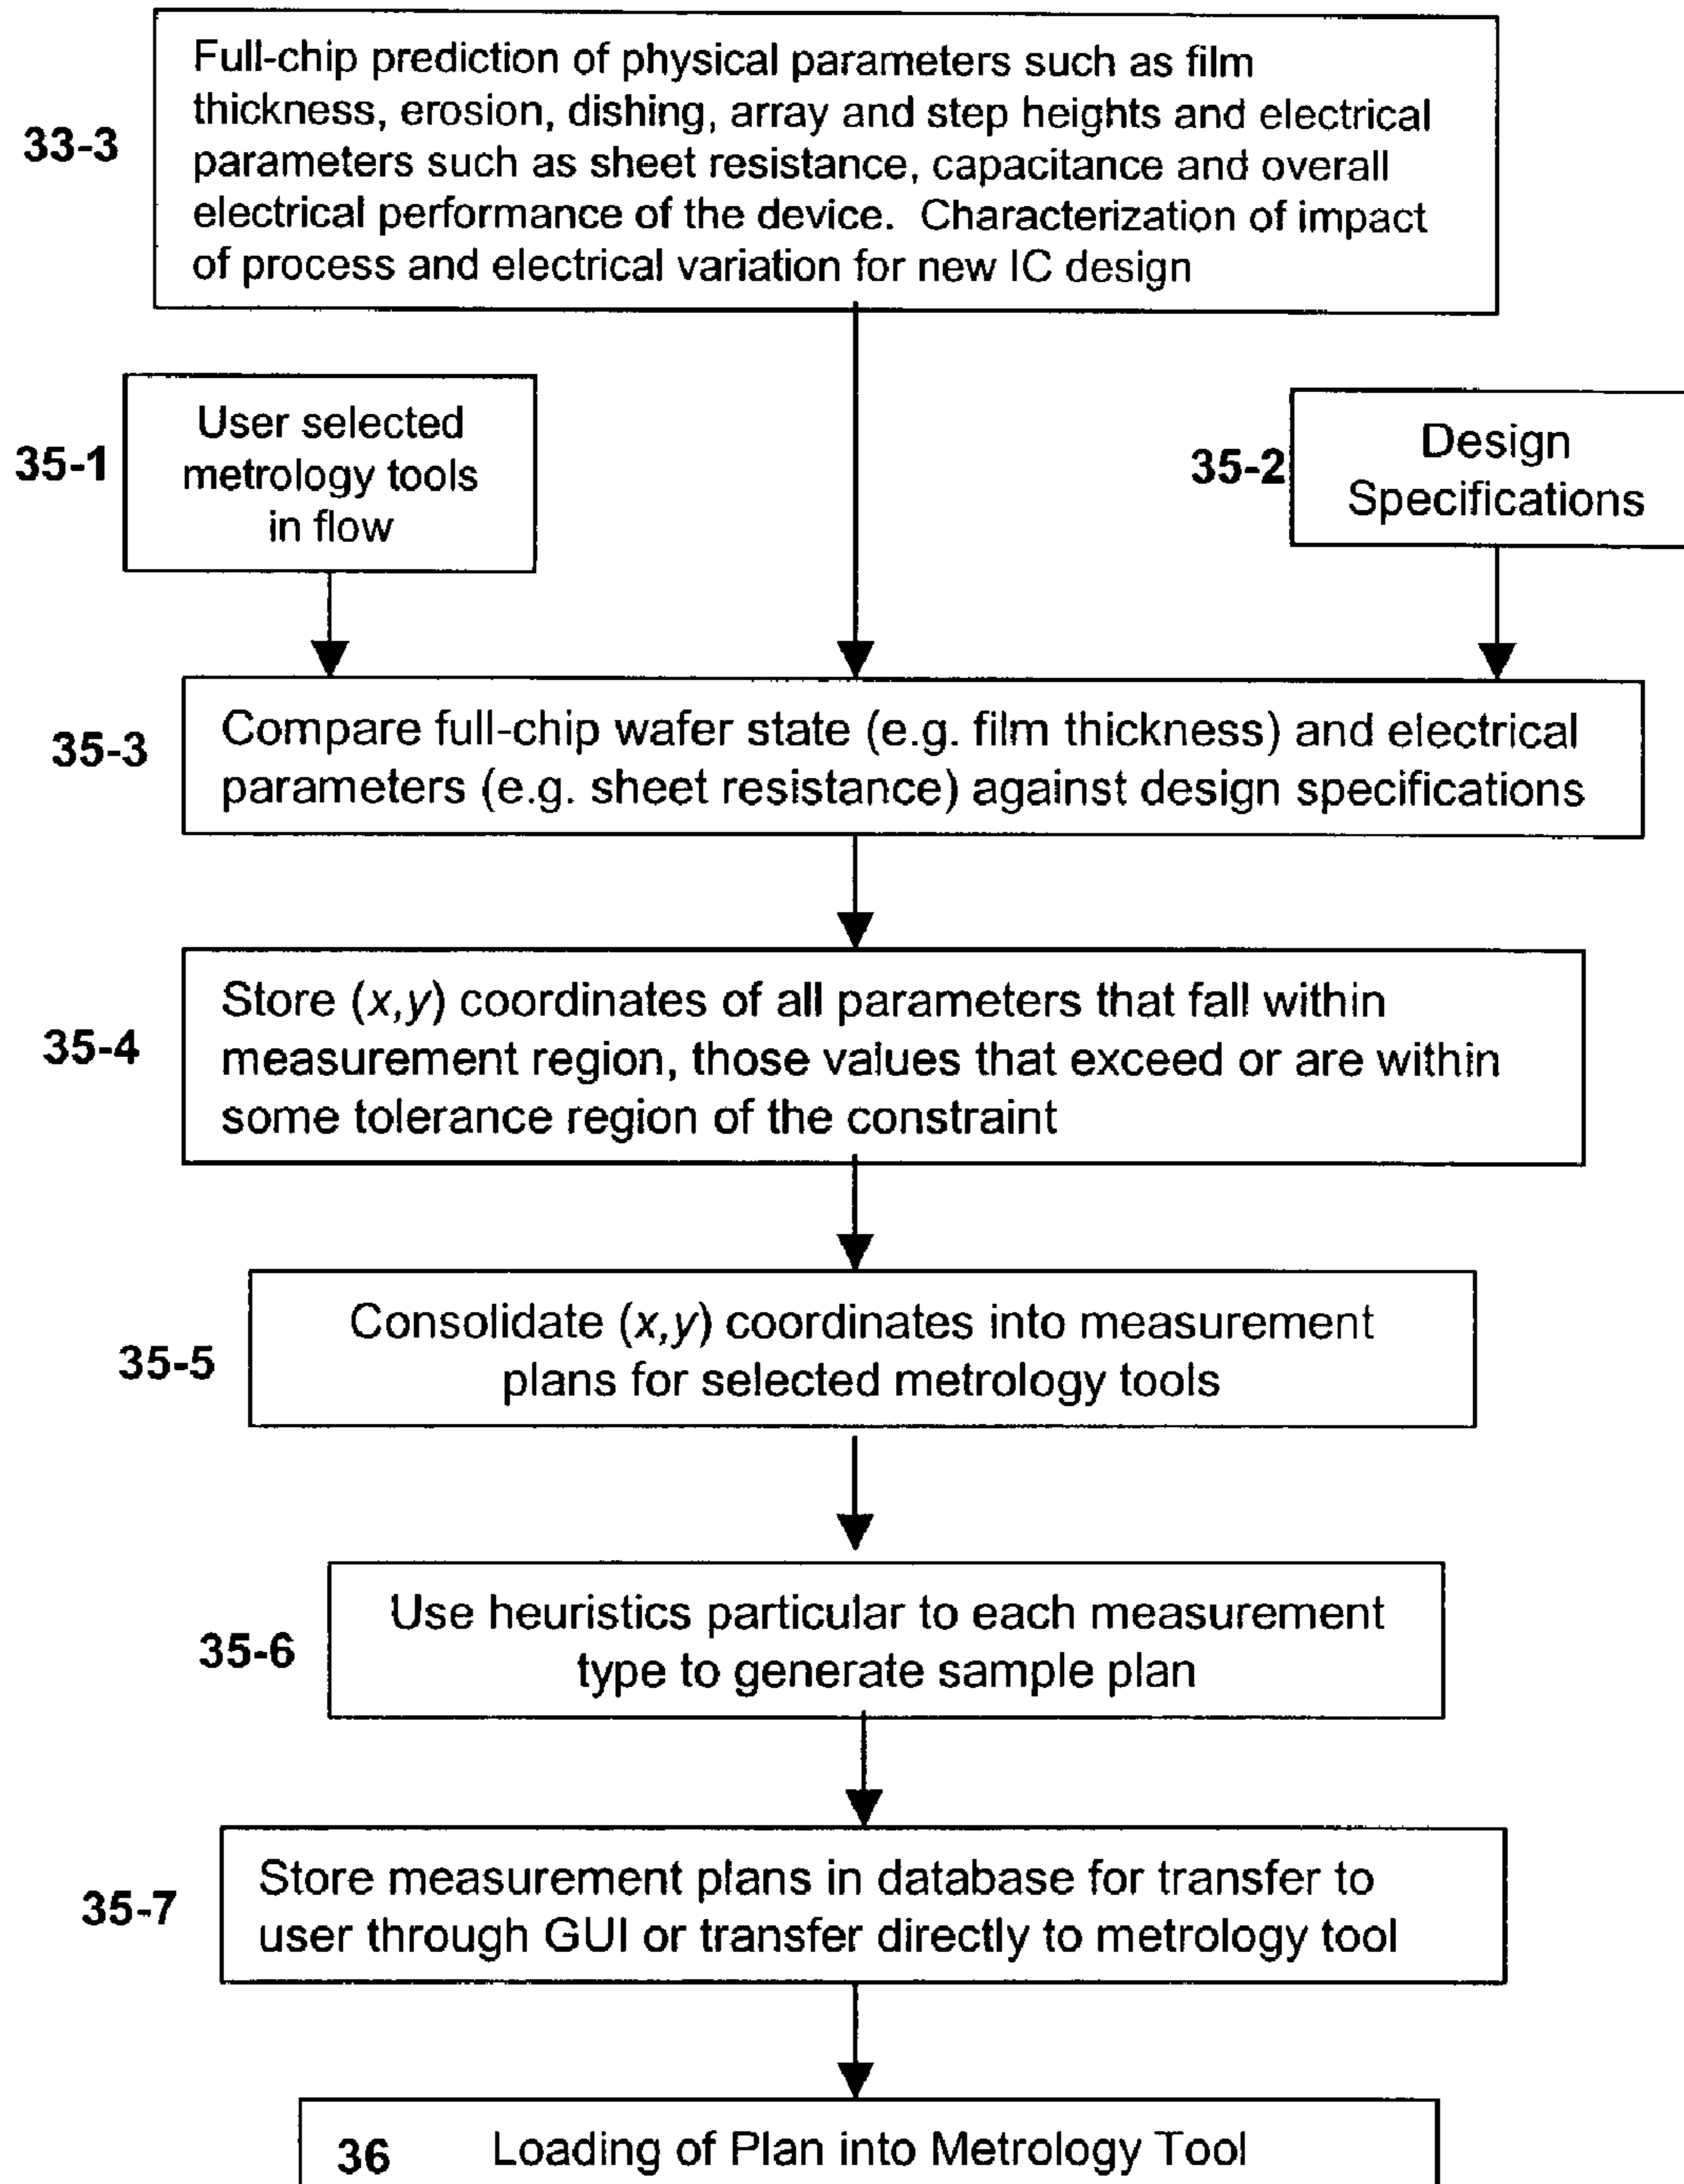 Full-chip prediction of physical parameters such as film
thickness, erosion, dishing, array and step heights and electrical
33-3
parameters such as sheet resistance, capacitance and overall
electrical performance of the device. Characterization of impact
of process and electrical variation for new IC design
35-1
User selected
metrology tools
in flow
35-2
Design
Specifications
35-3
Compare full-chip wafer state (e.g. film thickness) and electrical
parameters (e.g. sheet resistance) against design specifications
35-4
Store (x,y) coordinates of all parameters that fall within
measurement region, those values that exceed or are within
some tolerance region of the constraint
35-5
Consolidate (x,y) coordinates into measurement
plans for selected metrology tools
35-6
Use heuristics particular to each measurement
type to generate sample plan
35-7
Store measurement plans in database for transfer to
user through GUI or transfer directly to metrology tool
36 Loading of Plan into Metrology Tool